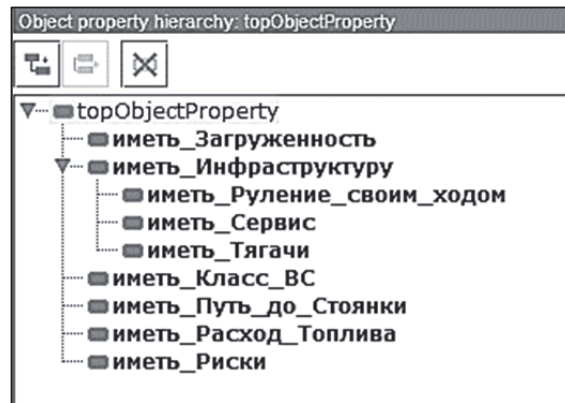 Object property hierarchy: topObjectProperty
topObjectProperty
иметь_Загруженность
иметь_Инфраструктуру
иметь_Руление_своим_ходом
иметь_Сервис
иметь_Тягачи
иметь_Класс_ВС
иметь_Путь_до_Стоянки
иметь_Расход_Топлива
иметь_Риски